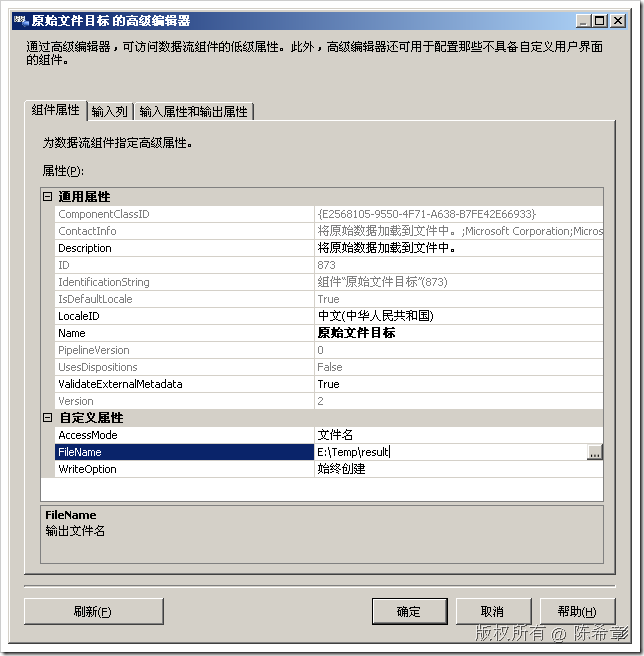 原始文件目标 的高级编辑器
通过高级编辑器，可访问数据流组件的低级属性。此外，高级编辑器还可用于配置那些不具备自定义用户界面
的组件。
组件属性 输入列 输入属性和输出属性
为数据流组件指定高级属性。
属性(P):
通用属性
ComponentClassID {E2568105-9550-4F71-A638-B7FE42E66933}
ContactInfo 将原始数据加载到文件中。;Microsoft Corporation;Micros
Description 将原始数据加载到文件中。
ID 873
IdentificationString 组件“原始文件目标”(873)
IsDefaultLocale True
LocaleID 中文(中华人民共和国)
Name 原始文件目标
PipelineVersion 0
UsesDispositions False
ValidateExternalMetadata True
Version 2
自定义属性
AccessMode 文件名
FileName E:\Temp\result ...
WriteOption 始终创建
FileName
输出文件名
刷新(F) 确定 取消 帮助(H)
版权所有 @ 陈希章